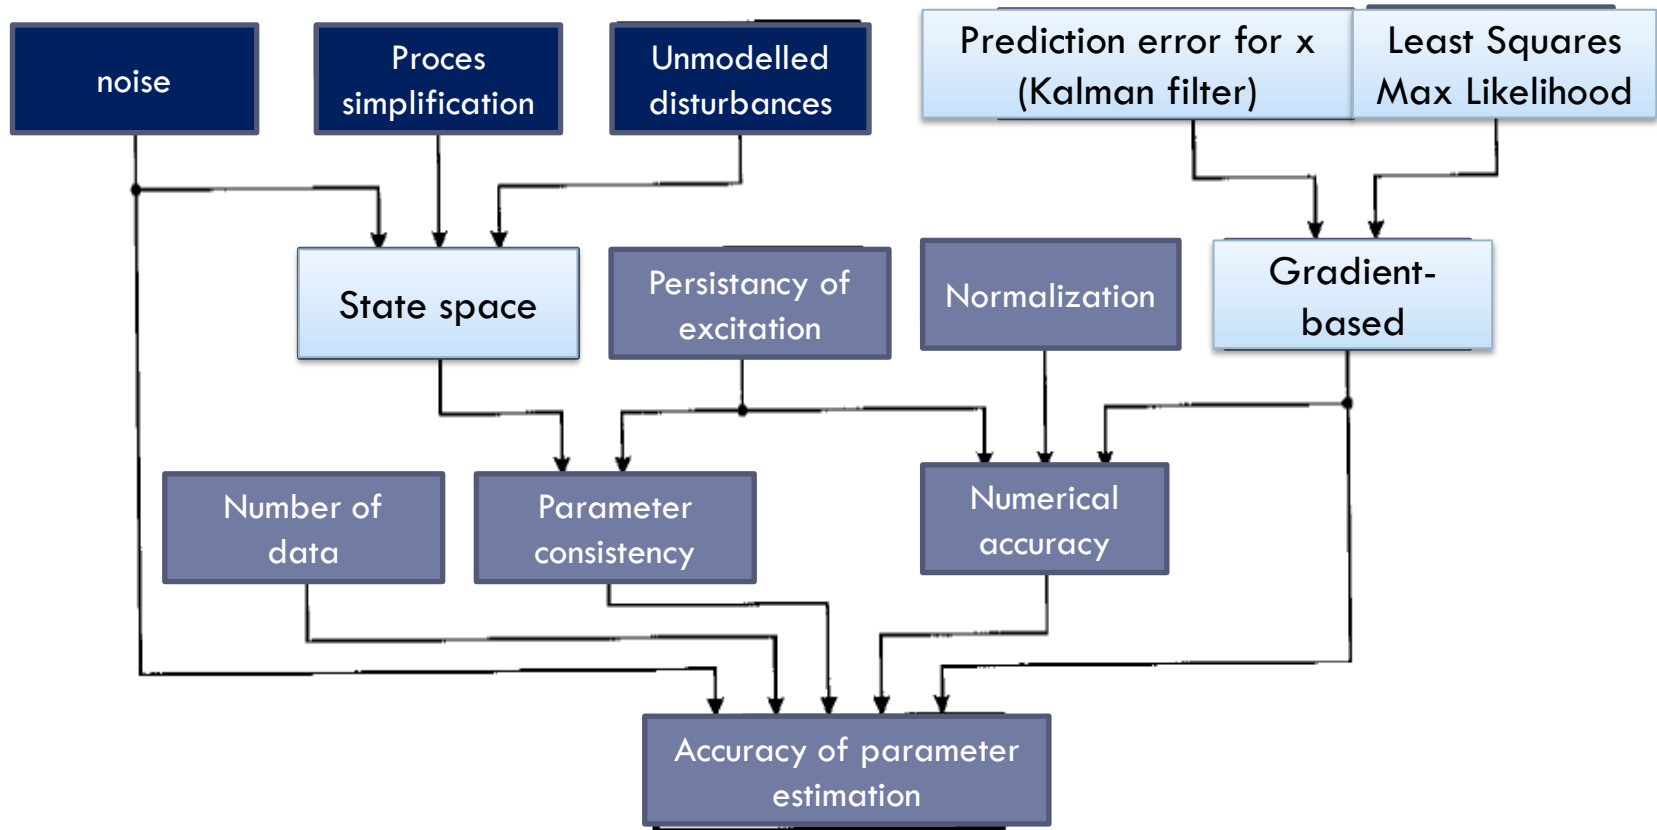 noise
Proces
simplification
Unmodelled
disturbances
Prediction error for x
(Kalman filter)
Least Squares
Max Likelihood
State space
Persistancy of
excitation
Normalization
Gradient-
based
Number of
data
Parameter
consistency
Numerical
accuracy
Accuracy of parameter
estimation